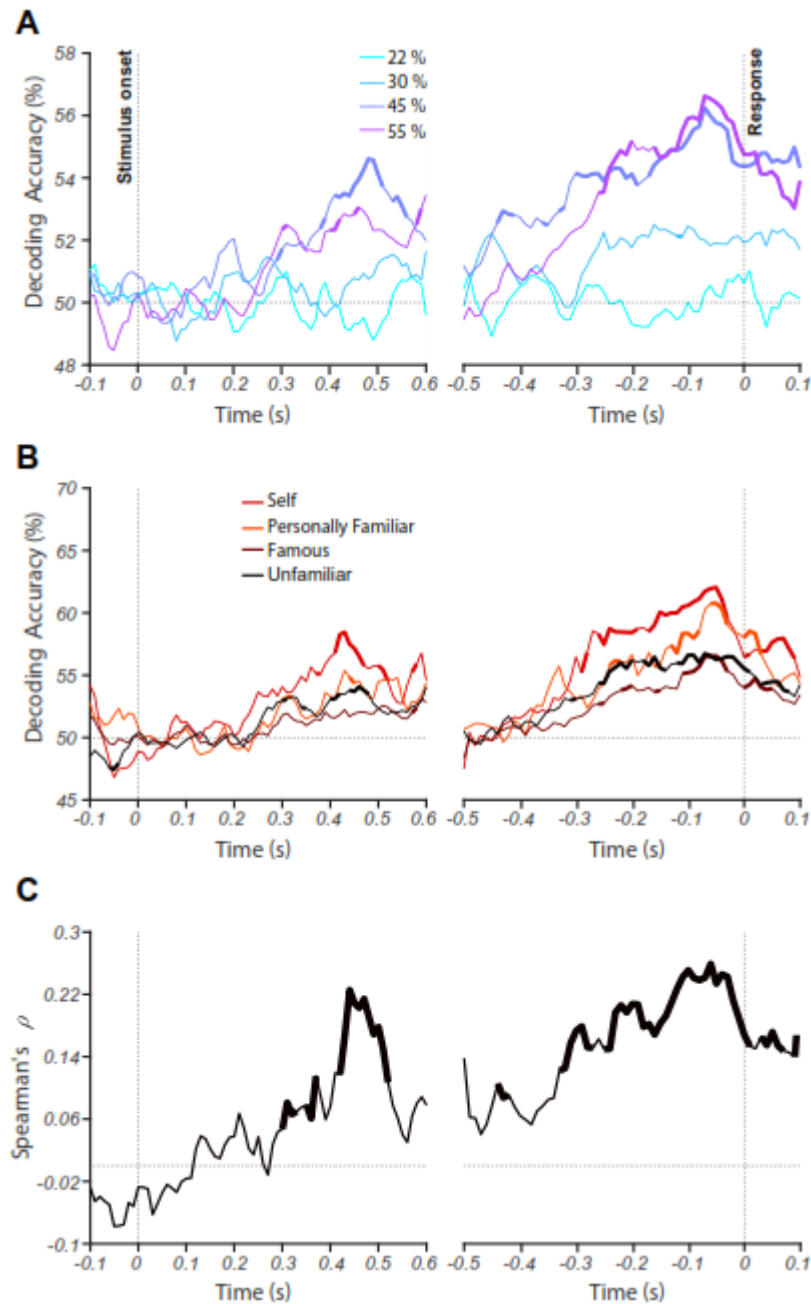 A
58
56
54
52
50
48
Decoding Accuracy (%)
Stimulus onset
22 %
30 %
45 %
55 %
Response
-0.1 0 0.1 0.2 0.3 0.4 0.5 0.6
-0.5 -0.4 -0.3 -0.2 -0.1 0 0.1
Time (s) Time (s)
B
70
65
60
55
50
45
Decoding Accuracy (%)
Self
Personally Familiar
Famous
Unfamiliar
-0.1 0 0.1 0.2 0.3 0.4 0.5 0.6
-0.5 -0.4 -0.3 -0.2 -0.1 0 0.1
Time (s) Time (s)
C
0.3
0.22
0.14
0.06
-0.02
-0.1
Spearman's ρ
-0.1 0 0.1 0.2 0.3 0.4 0.5 0.6
-0.5 -0.4 -0.3 -0.2 -0.1 0 0.1
Time (s) Time (s)